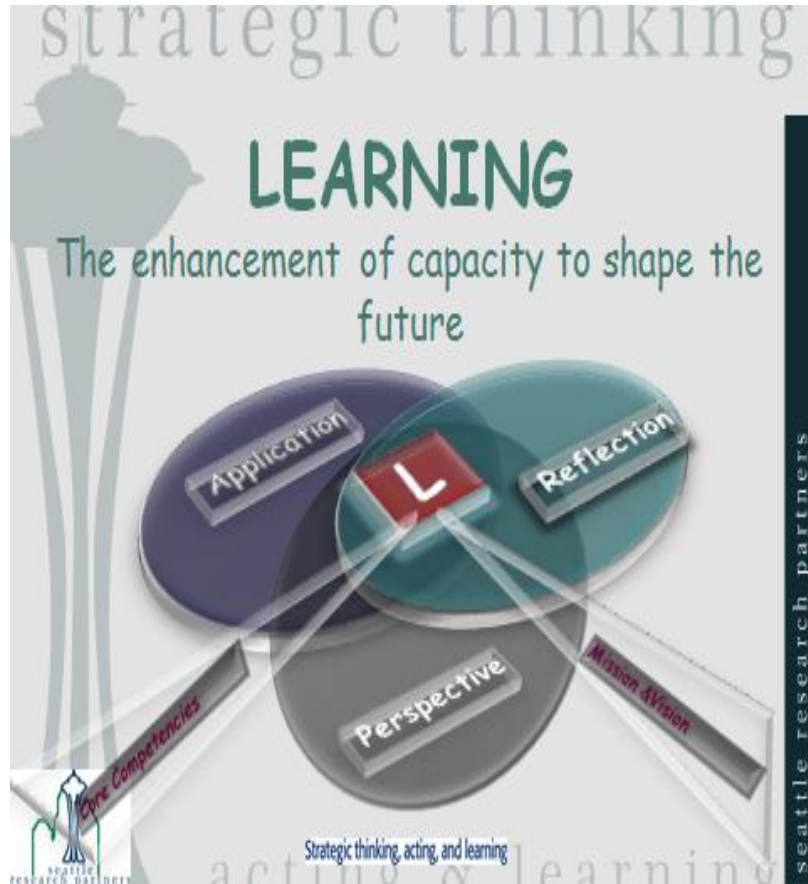 strategic thinking
LEARNING
The enhancement of capacity to shape the
future
Application
L
Reflection
Perspective
Core Competencies
Mission &Vision
seattle research partners
seattle
research partners
Strategic thinking, acting, and learning
acting & learning